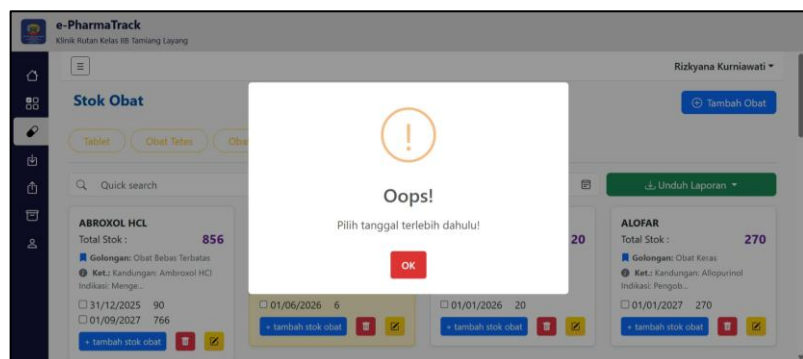 e-PharmaTrack
Klinik Rutan Kelas IIB Tamiang Layang
Rizkyana Kurniawati
Stok Obat
Tambah Obat
Tablet
Obat Tetes
Quick search
Unduh Laporan
Oops!
Pilih tanggal terlebih dahulu!
OK
ABROXOL HCL
Total Stok : 856
Golongan: Obat Bebas Terbatas
Ket.: Kandungan: Ambroxol HCl
Indikasi: Menge...
31/12/2025 90
01/09/2027 766
+ tambah stok obat
01/06/2026 6
+ tambah stok obat
20
01/01/2026 20
+ tambah stok obat
ALOFAR
Total Stok : 270
Golongan: Obat Keras
Ket.: Kandungan: Allopurinol
Indikasi: Pengob...
01/01/2027 270
+ tambah stok obat